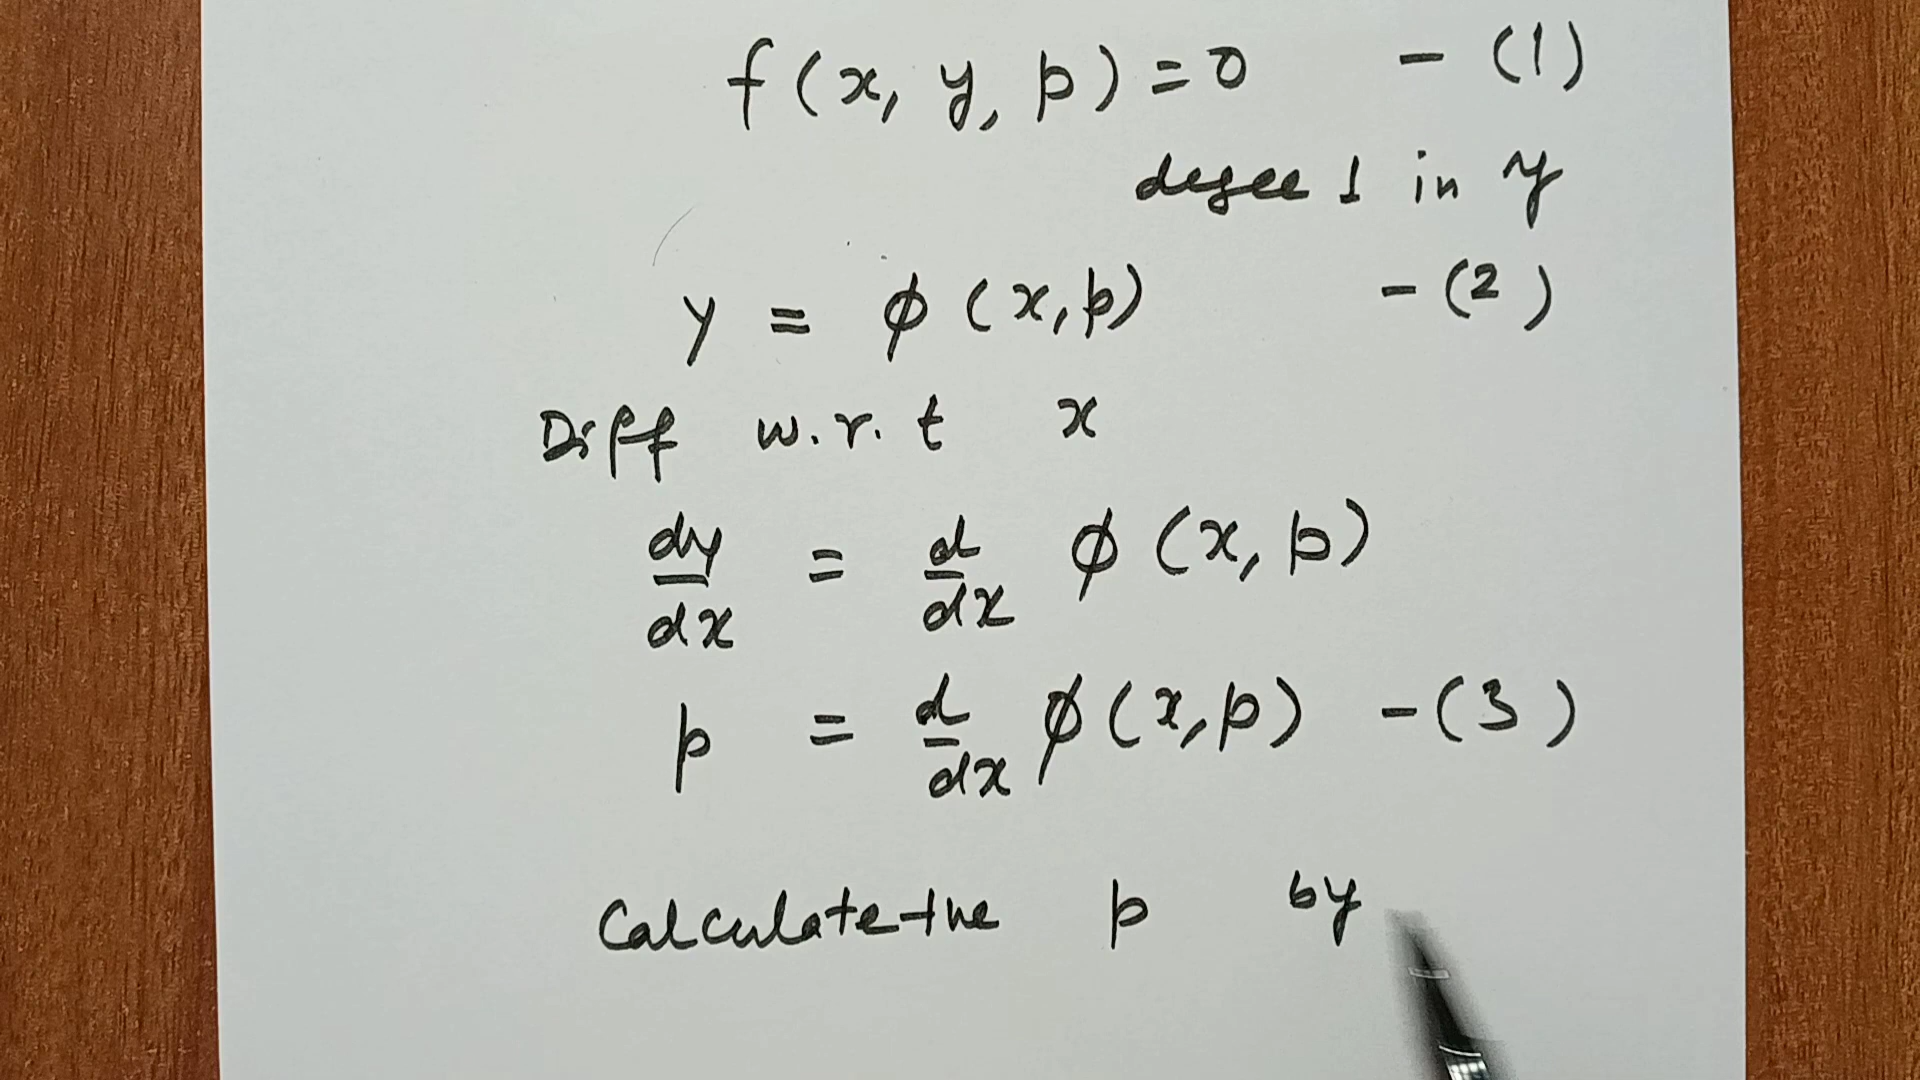 f(x, y, p) = 0 - (1)
degee 1 in y
y = ϕ (x, p) - (2)
Diff w.r.t x
dy/dx = d/dx ϕ (x, p)
p = d/dx ϕ (x, p) - (3)
Calculate the p by